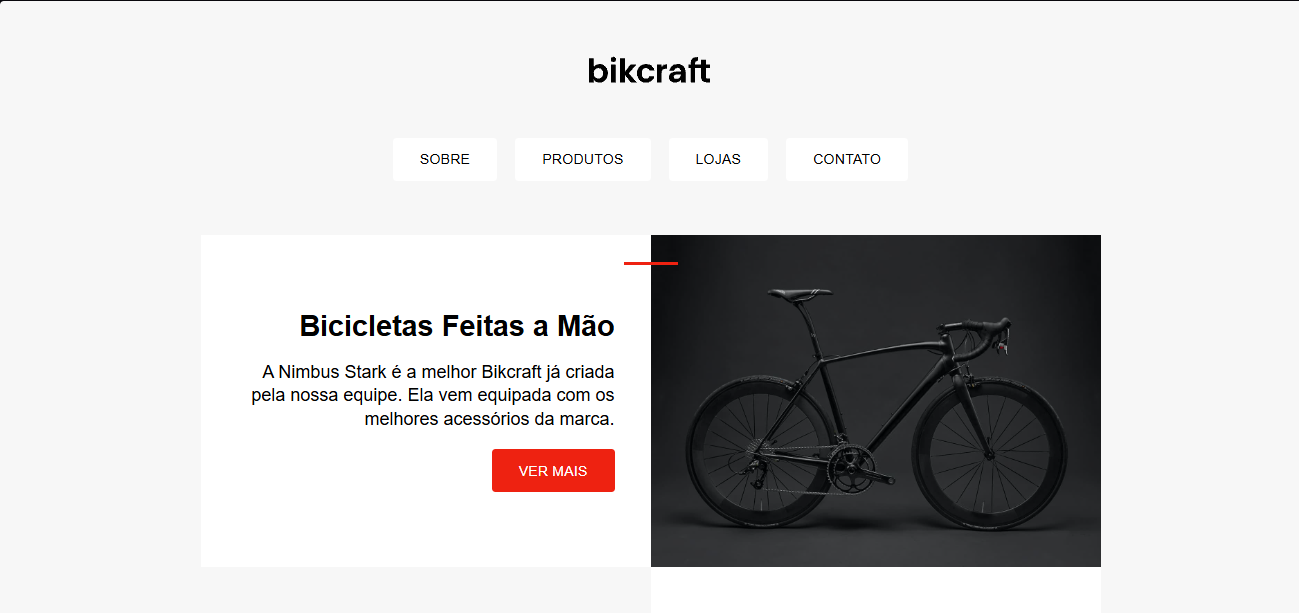 bikcraft
SOBRE
PRODUTOS
LOJAS
CONTATO
Bicicletas Feitas a Mão
A Nimbus Stark é a melhor Bikcraft já criada
pela nossa equipe. Ela vem equipada com os
melhores acessórios da marca.
VER MAIS